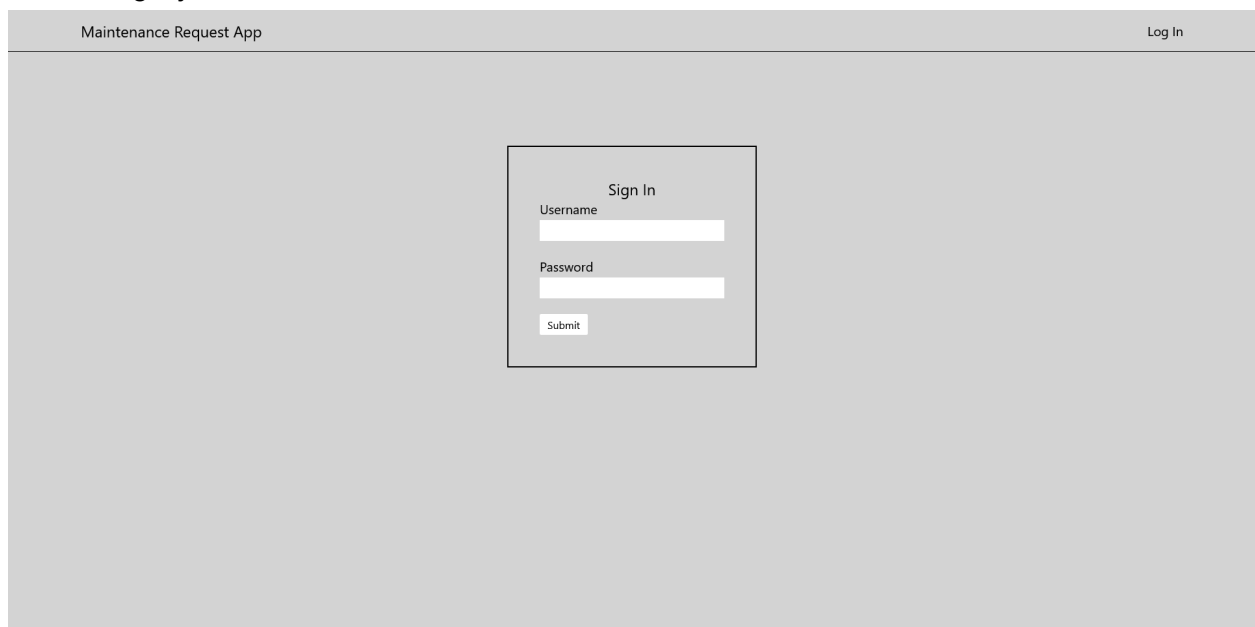 Maintenance Request App
Log In
Sign In
Username
Password
Submit